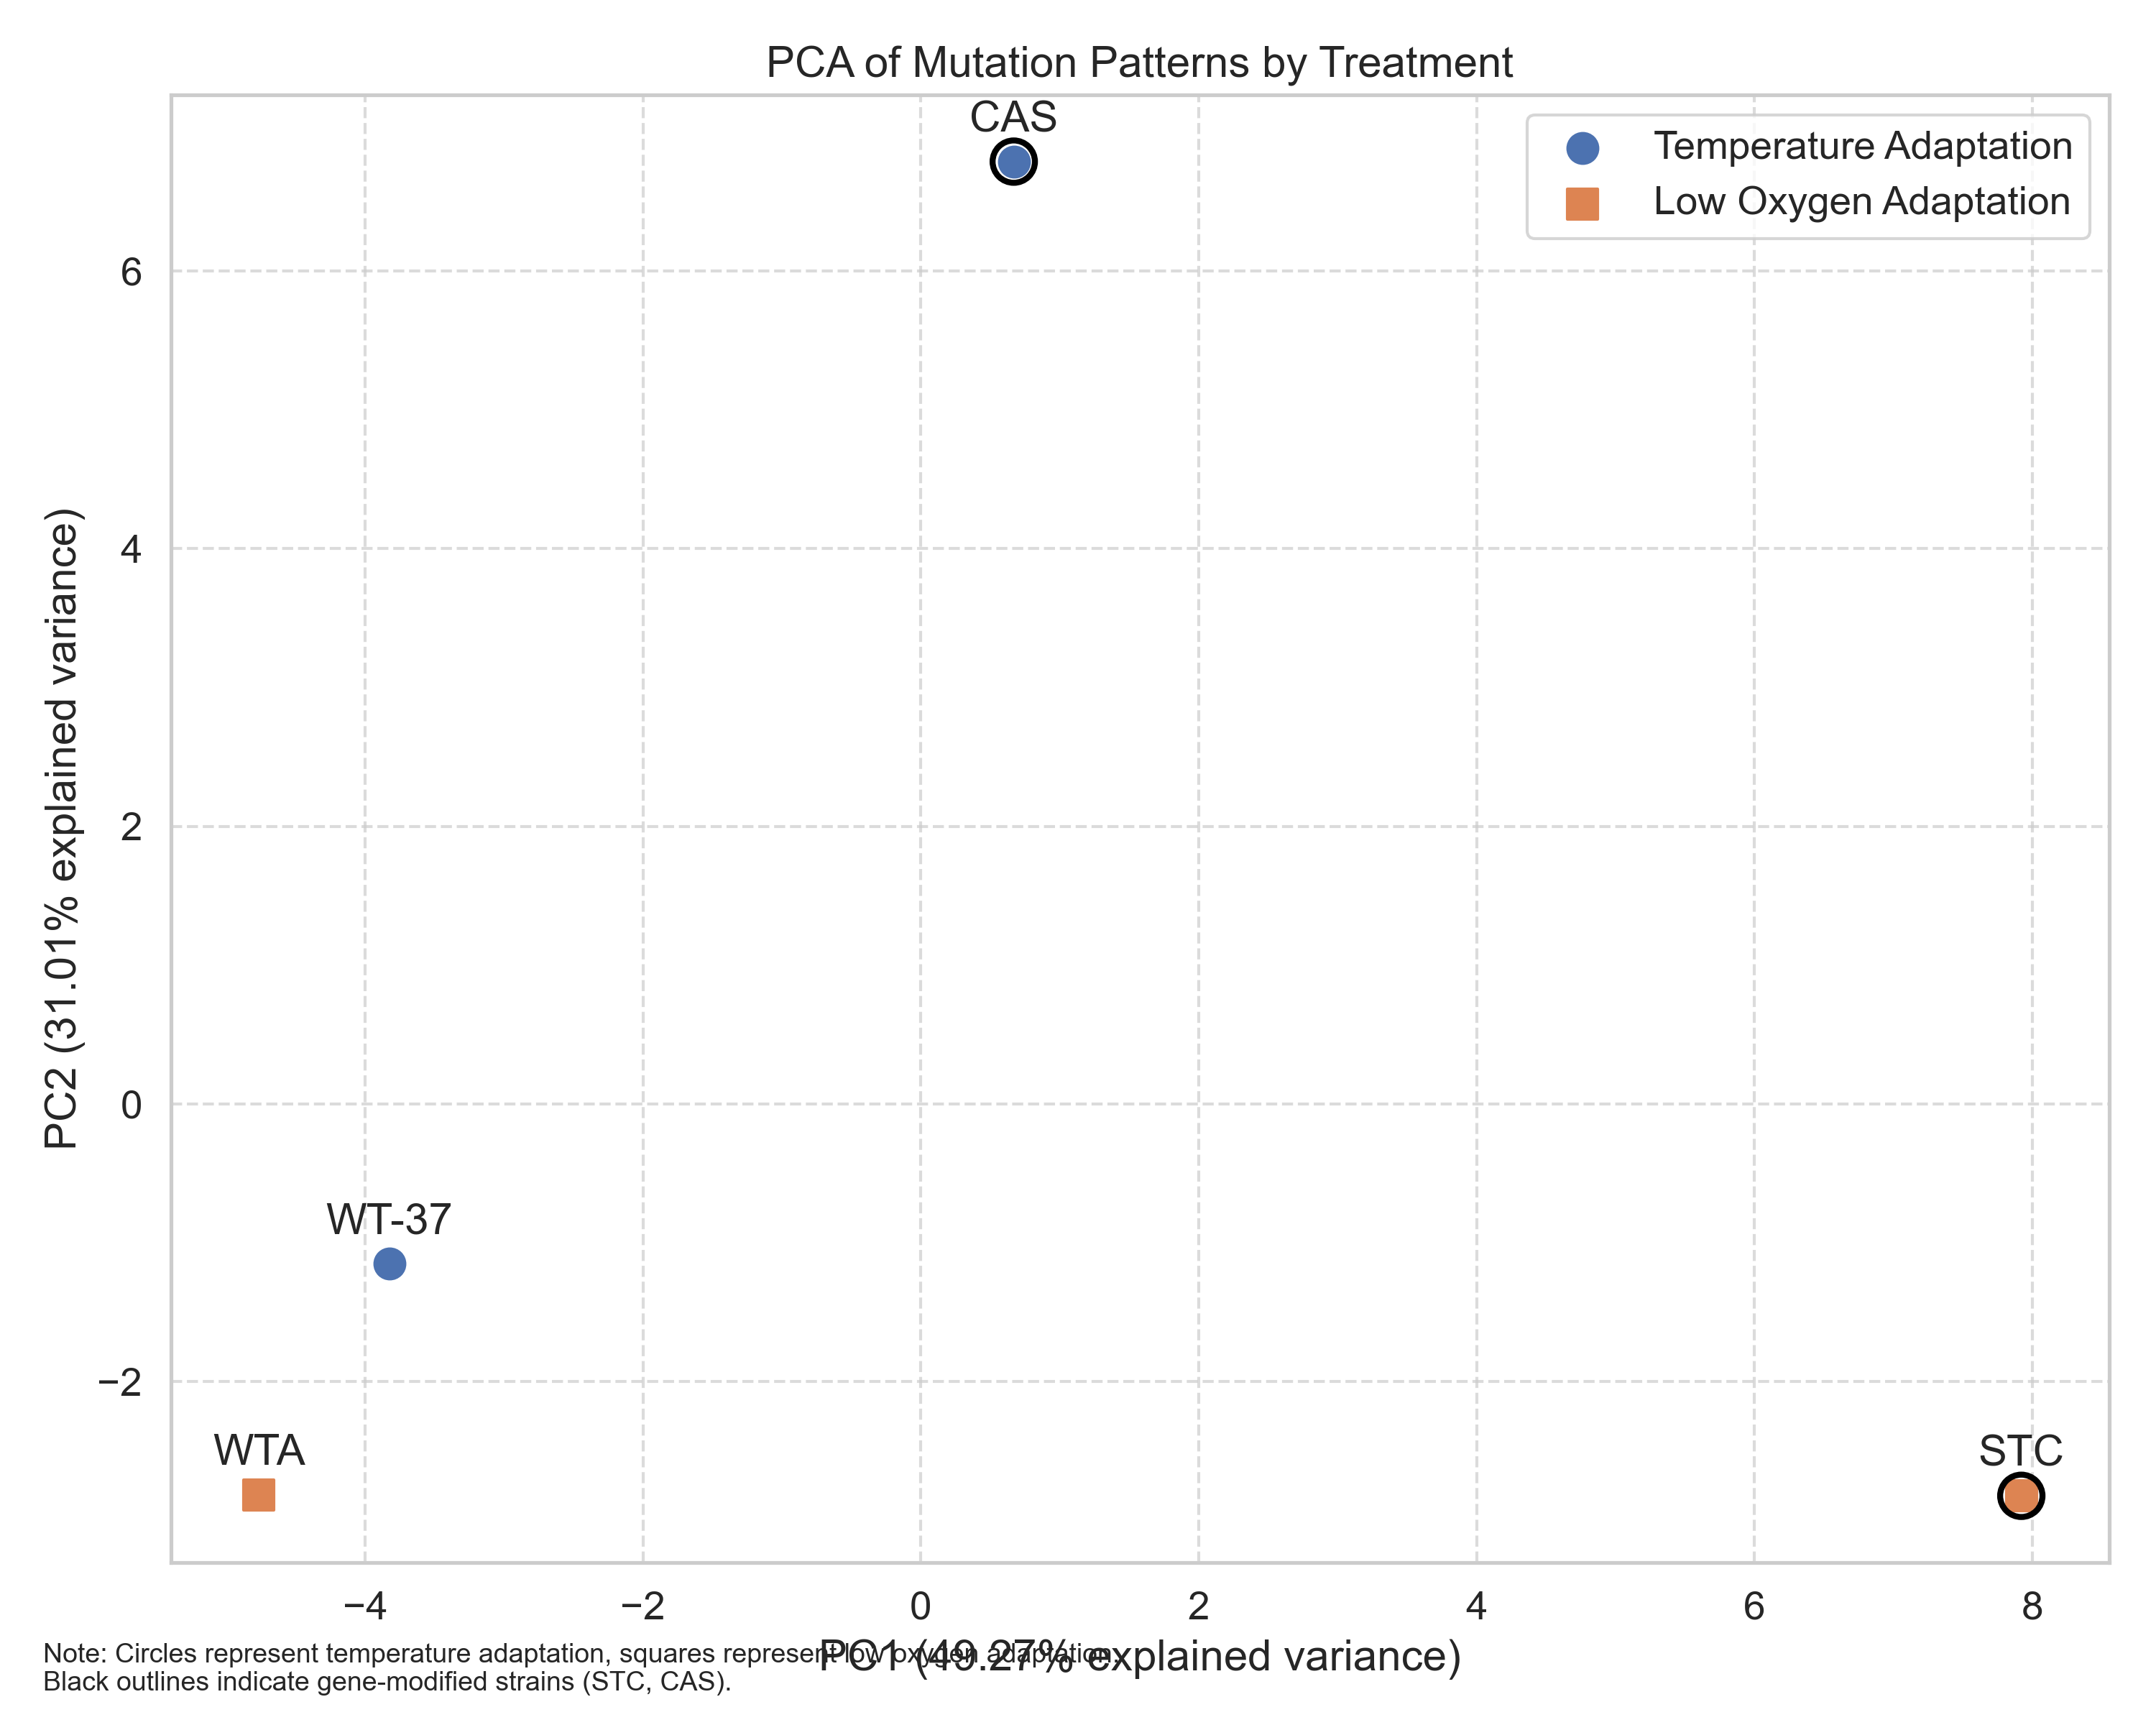 PCA of Mutation Patterns by Treatment
CAS
Temperature Adaptation
Low Oxygen Adaptation
6
4
2
0
−2
PC2 (31.01% explained variance)
WT-37
WTA
STC
−4
−2
0
2
4
6
8
PC1 (49.27% explained variance)
Note: Circles represent temperature adaptation, squares represent low oxygen adaptation.
Black outlines indicate gene-modified strains (STC, CAS).